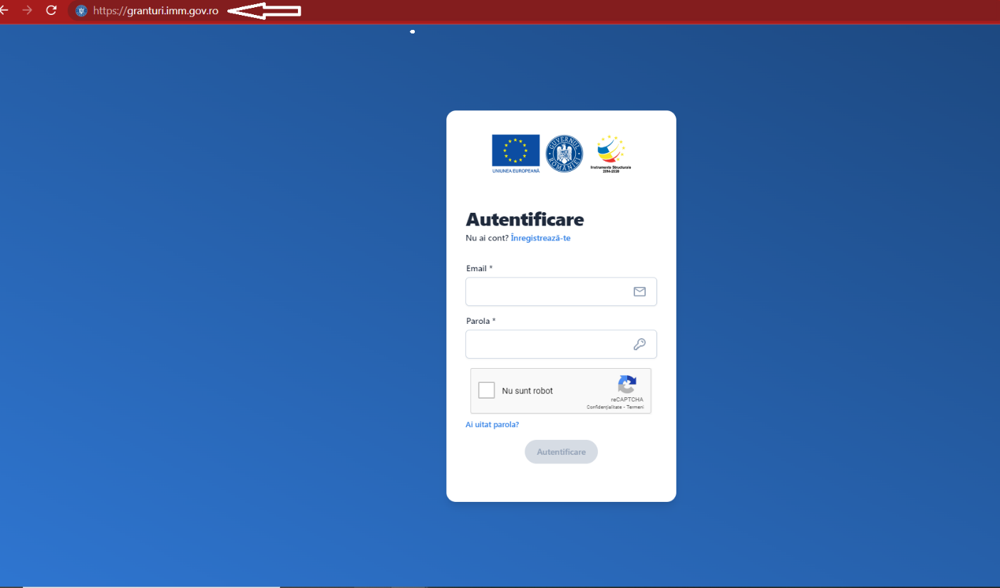 https://granturi.imm.gov.ro
UNIUNEA EUROPEANĂ
GUVERNUL ROMÂNIEI
Instrumente Structurale
2014-2020
Autentificare
Nu ai cont? Înregistrează-te
Email *
Parola *
Nu sunt robot
reCAPTCHA
Confidențialitate - Termeni
Ai uitat parola?
Autentificare